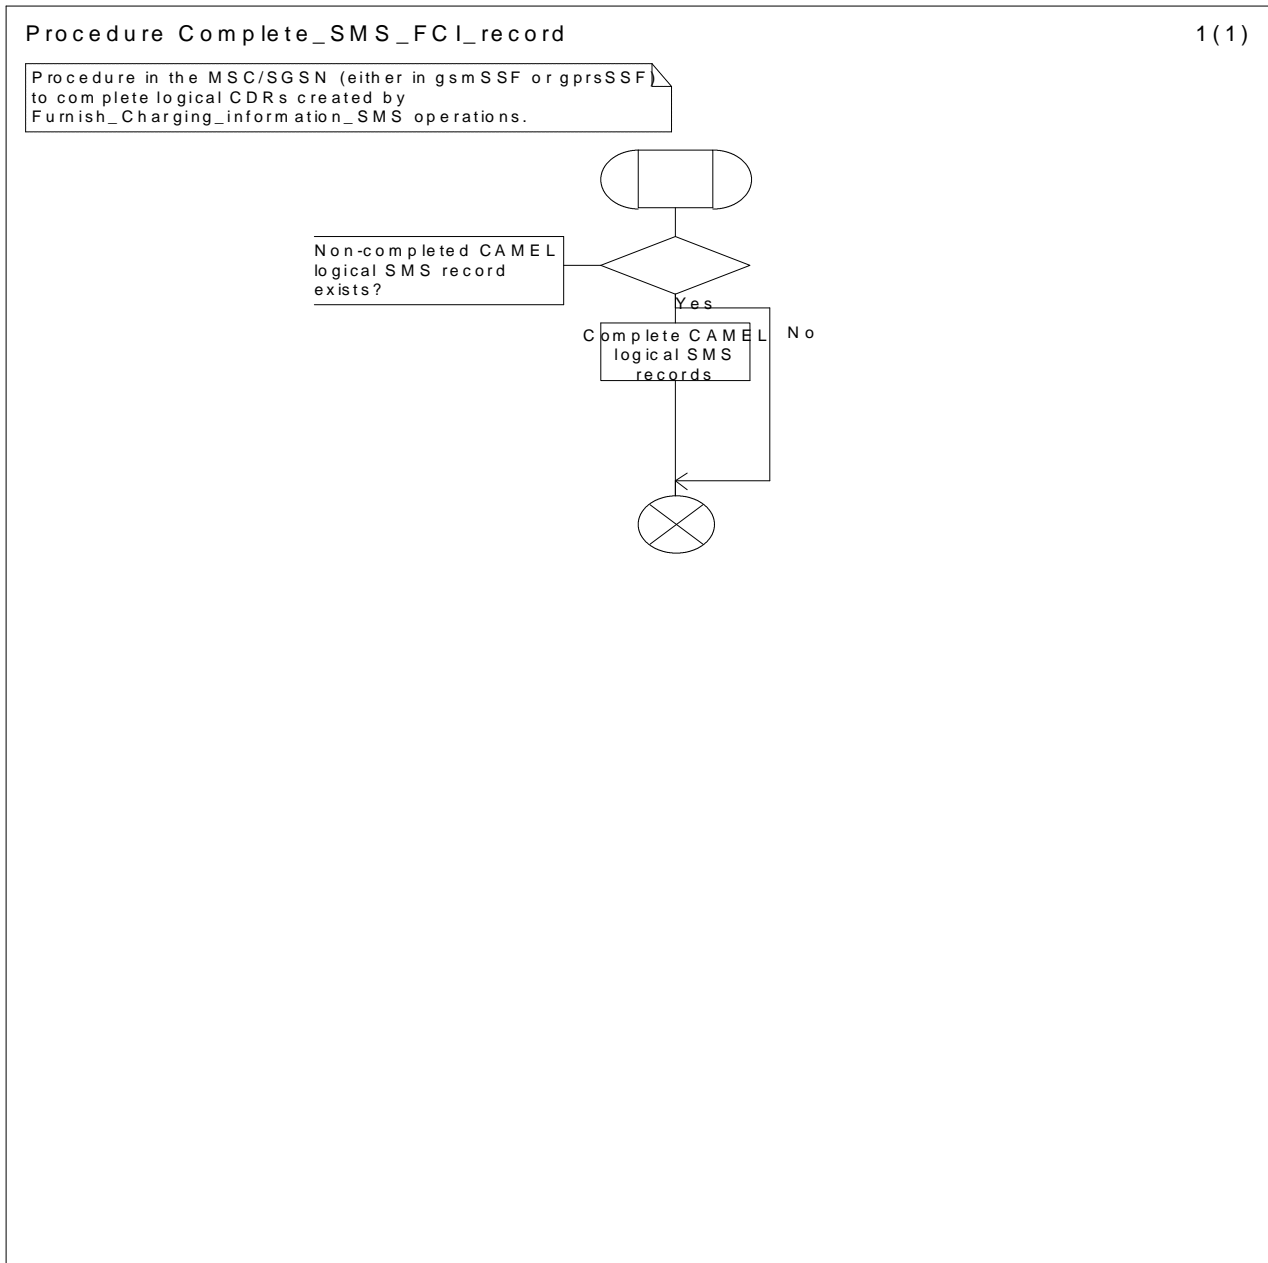 Procedure Complete_SMS_FCI_record
1(1)
Procedure in the MSC/SGSN (either in gsmSSF or gprsSSF)
to complete logical CDRs created by
Furnish_Charging_information_SMS operations.
Non-completed CAMEL
logical SMS record
exists?
Yes
No
Complete CAMEL
logical SMS
records